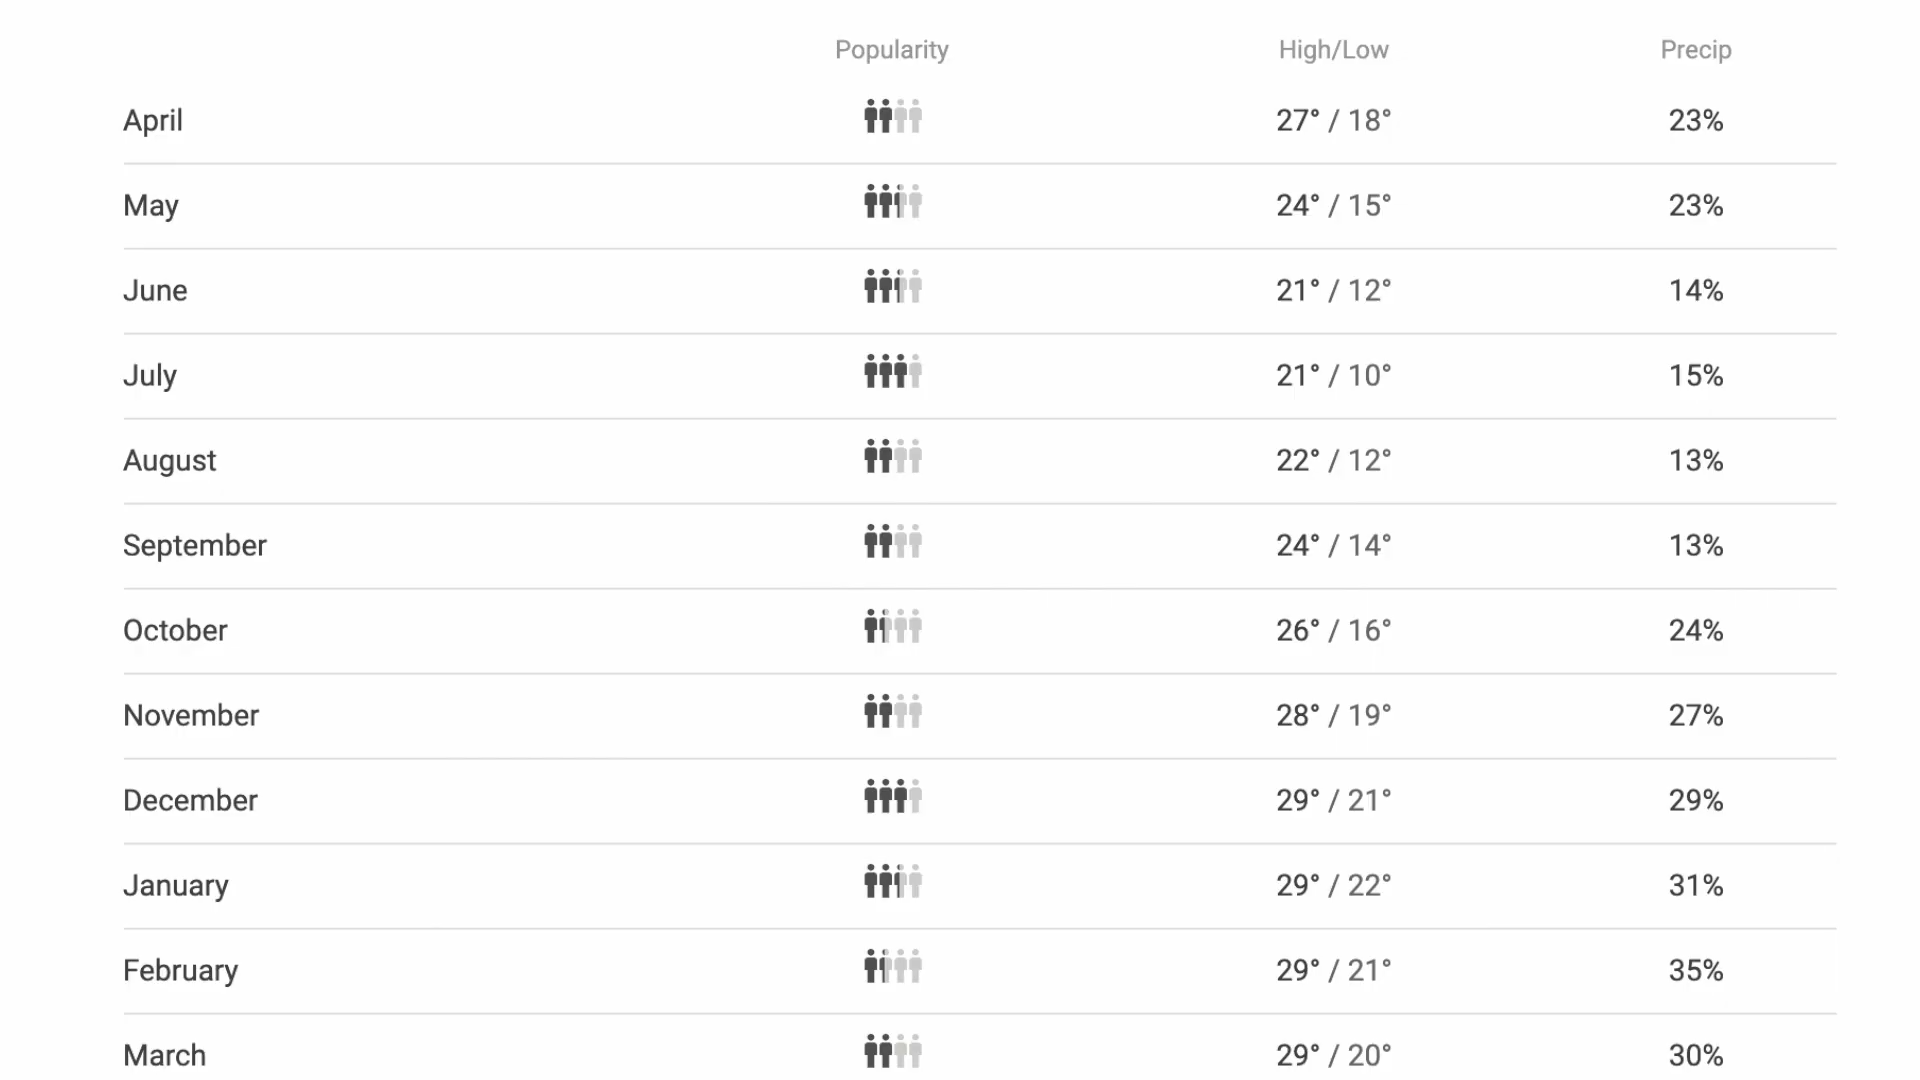 Popularity High/Low Precip
April 27° / 18° 23%
May 24° / 15° 23%
June 21° / 12° 14%
July 21° / 10° 15%
August 22° / 12° 13%
September 24° / 14° 13%
October 26° / 16° 24%
November 28° / 19° 27%
December 29° / 21° 29%
January 29° / 22° 31%
February 29° / 21° 35%
March 29° / 20° 30%